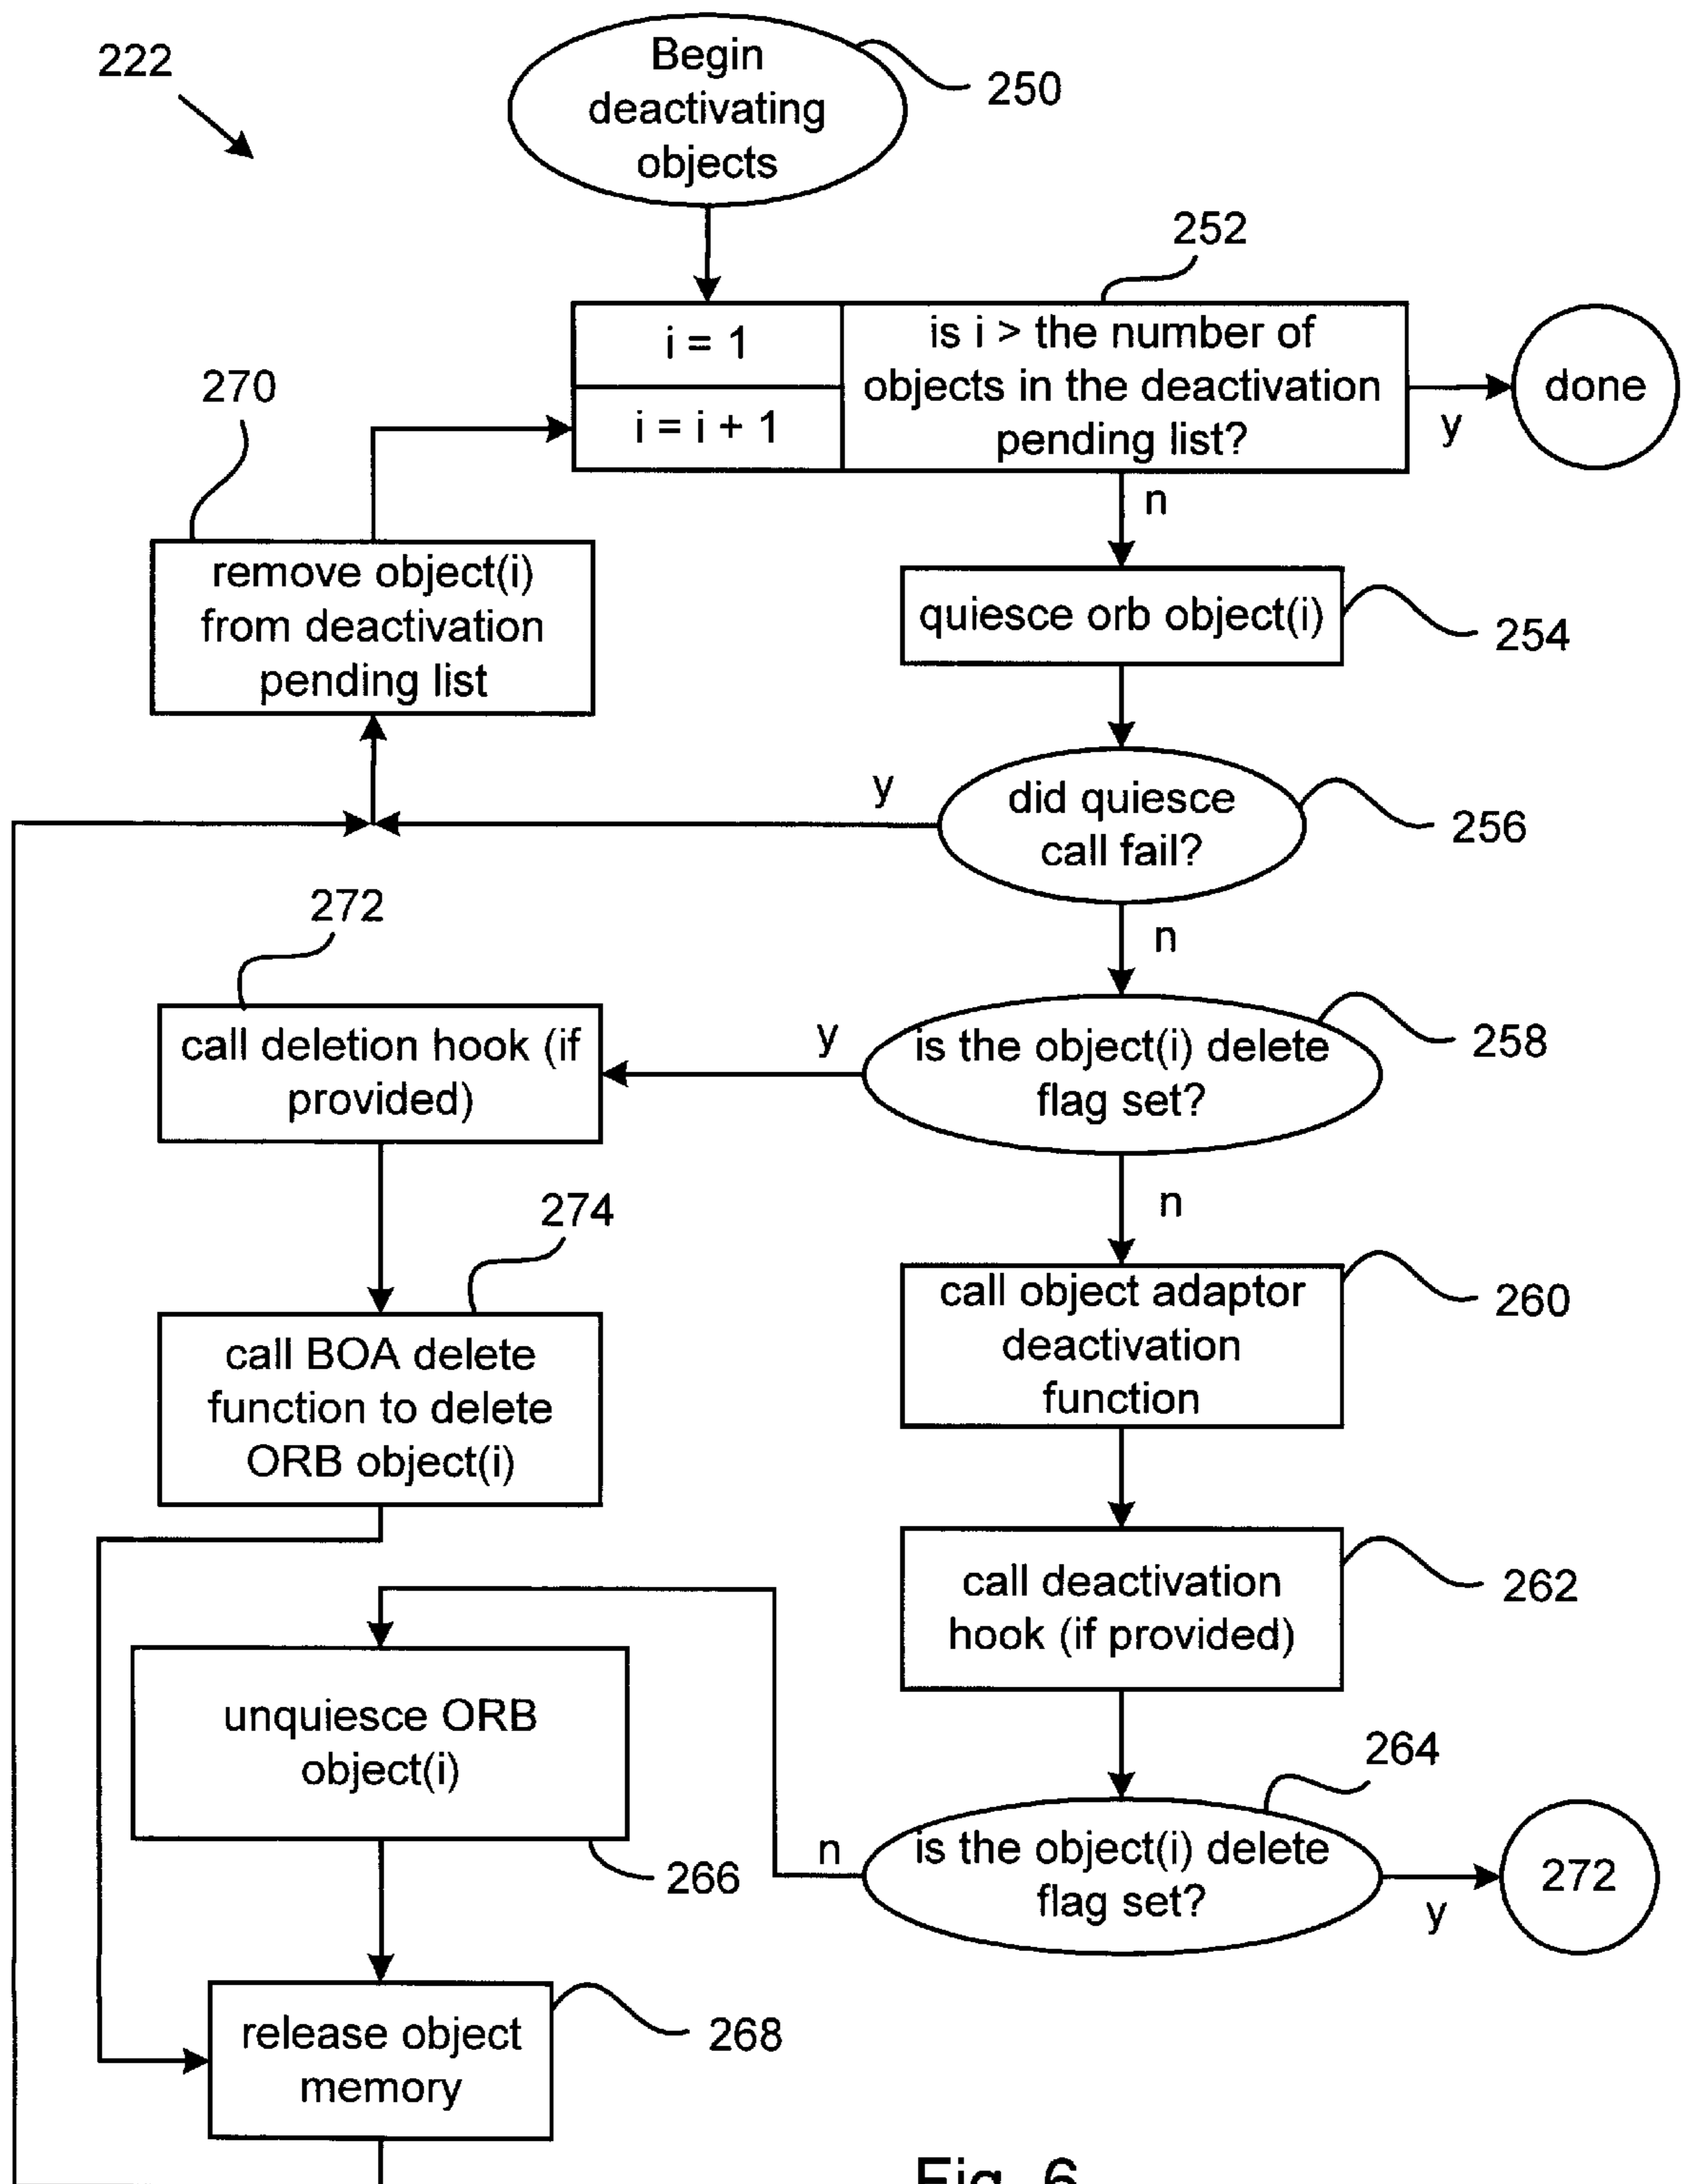 222
Begin
deactivating
objects
250
252
i = 1
i = i + 1
is i > the number of
objects in the deactivation
pending list?
y
done
270
remove object(i)
from deactivation
pending list
n
quiesce orb object(i)
254
y
did quiesce
call fail?
256
n
272
call deletion hook (if
provided)
y
is the object(i) delete
flag set?
258
n
274
call BOA delete
function to delete
ORB object(i)
call object adaptor
deactivation
function
260
call deactivation
hook (if provided)
262
unquiesce ORB
object(i)
266
264
n
is the object(i) delete
flag set?
y
272
release object
memory
268
Fig. 6